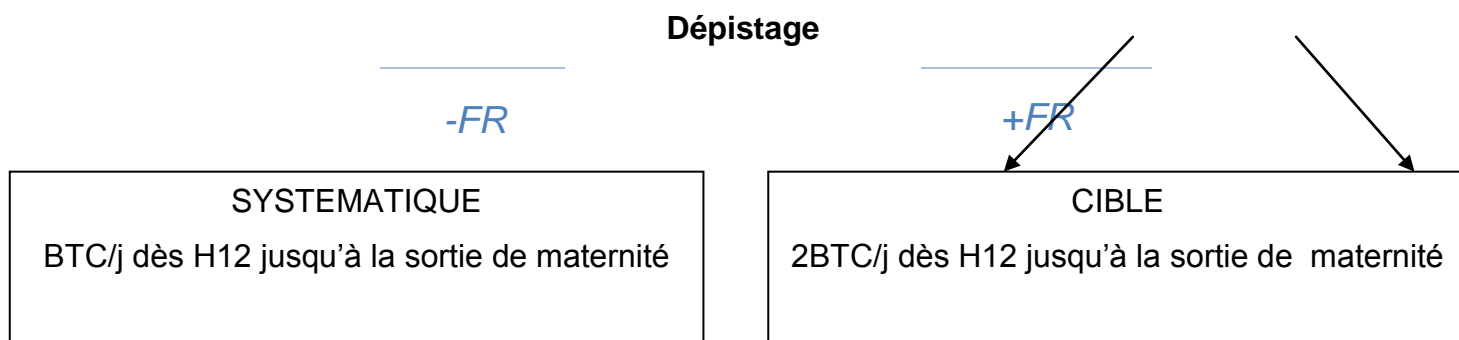 Dépistage
-FR
+FR
SYSTEMATIQUE
BTC/j dès H12 jusqu’à la sortie de maternité
CIBLE
2BTC/j dès H12 jusqu’à la sortie de maternité